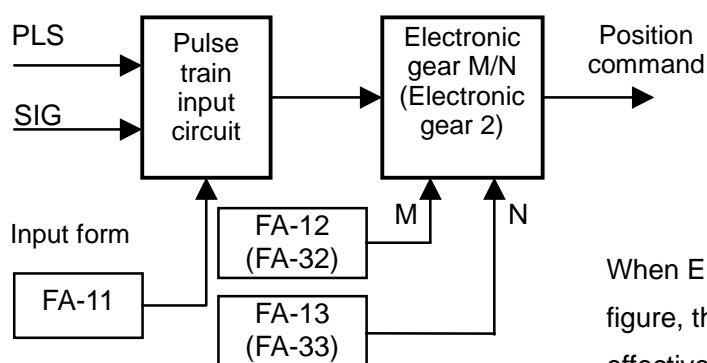 PLS
SIG
Pulse
train
input
circuit
Electronic
gear M/N
(Electronic
gear 2)
Position
command
Input form
FA-11
FA-12
(FA-32)
M
N
FA-13
(FA-33)
When E
figure, th
effective